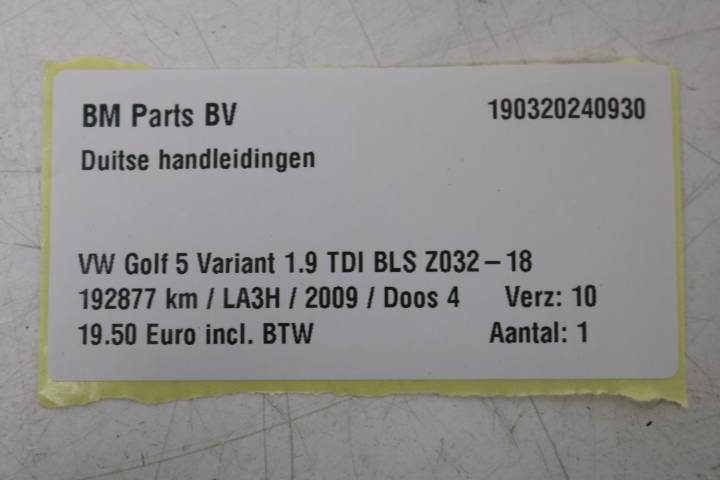 BM Parts BV 190320240930
Duitse handleidingen
VW Golf 5 Variant 1.9 TDI BLS Z032-18
192877 km / LA3H / 2009 / Doos 4 Verz: 10
19.50 Euro incl. BTW Aantal: 1